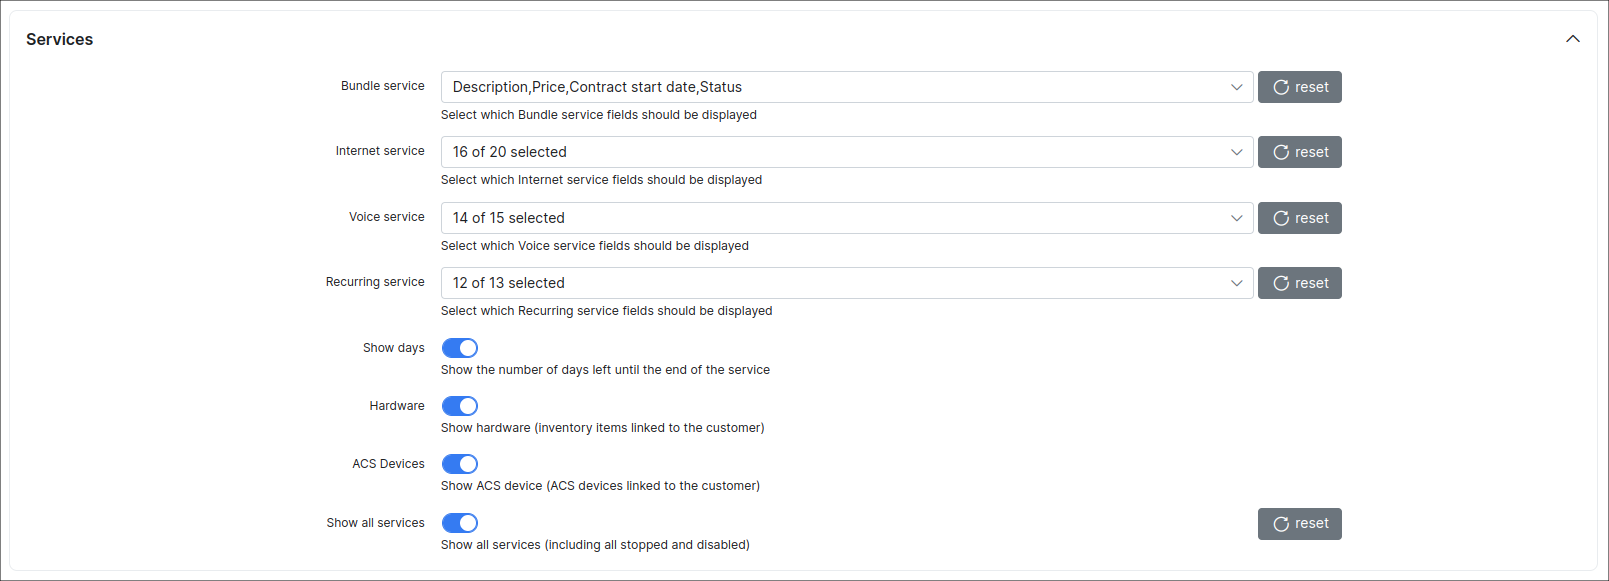 Services
Bundle service
Description,Price,Contract start date,Status
reset
Select which Bundle service fields should be displayed
Internet service
16 of 20 selected
reset
Select which Internet service fields should be displayed
Voice service
14 of 15 selected
reset
Select which Voice service fields should be displayed
Recurring service
12 of 13 selected
reset
Select which Recurring service fields should be displayed
Show days
Show the number of days left until the end of the service
Hardware
Show hardware (inventory items linked to the customer)
ACS Devices
Show ACS device (ACS devices linked to the customer)
Show all services
reset
Show all services (including all stopped and disabled)